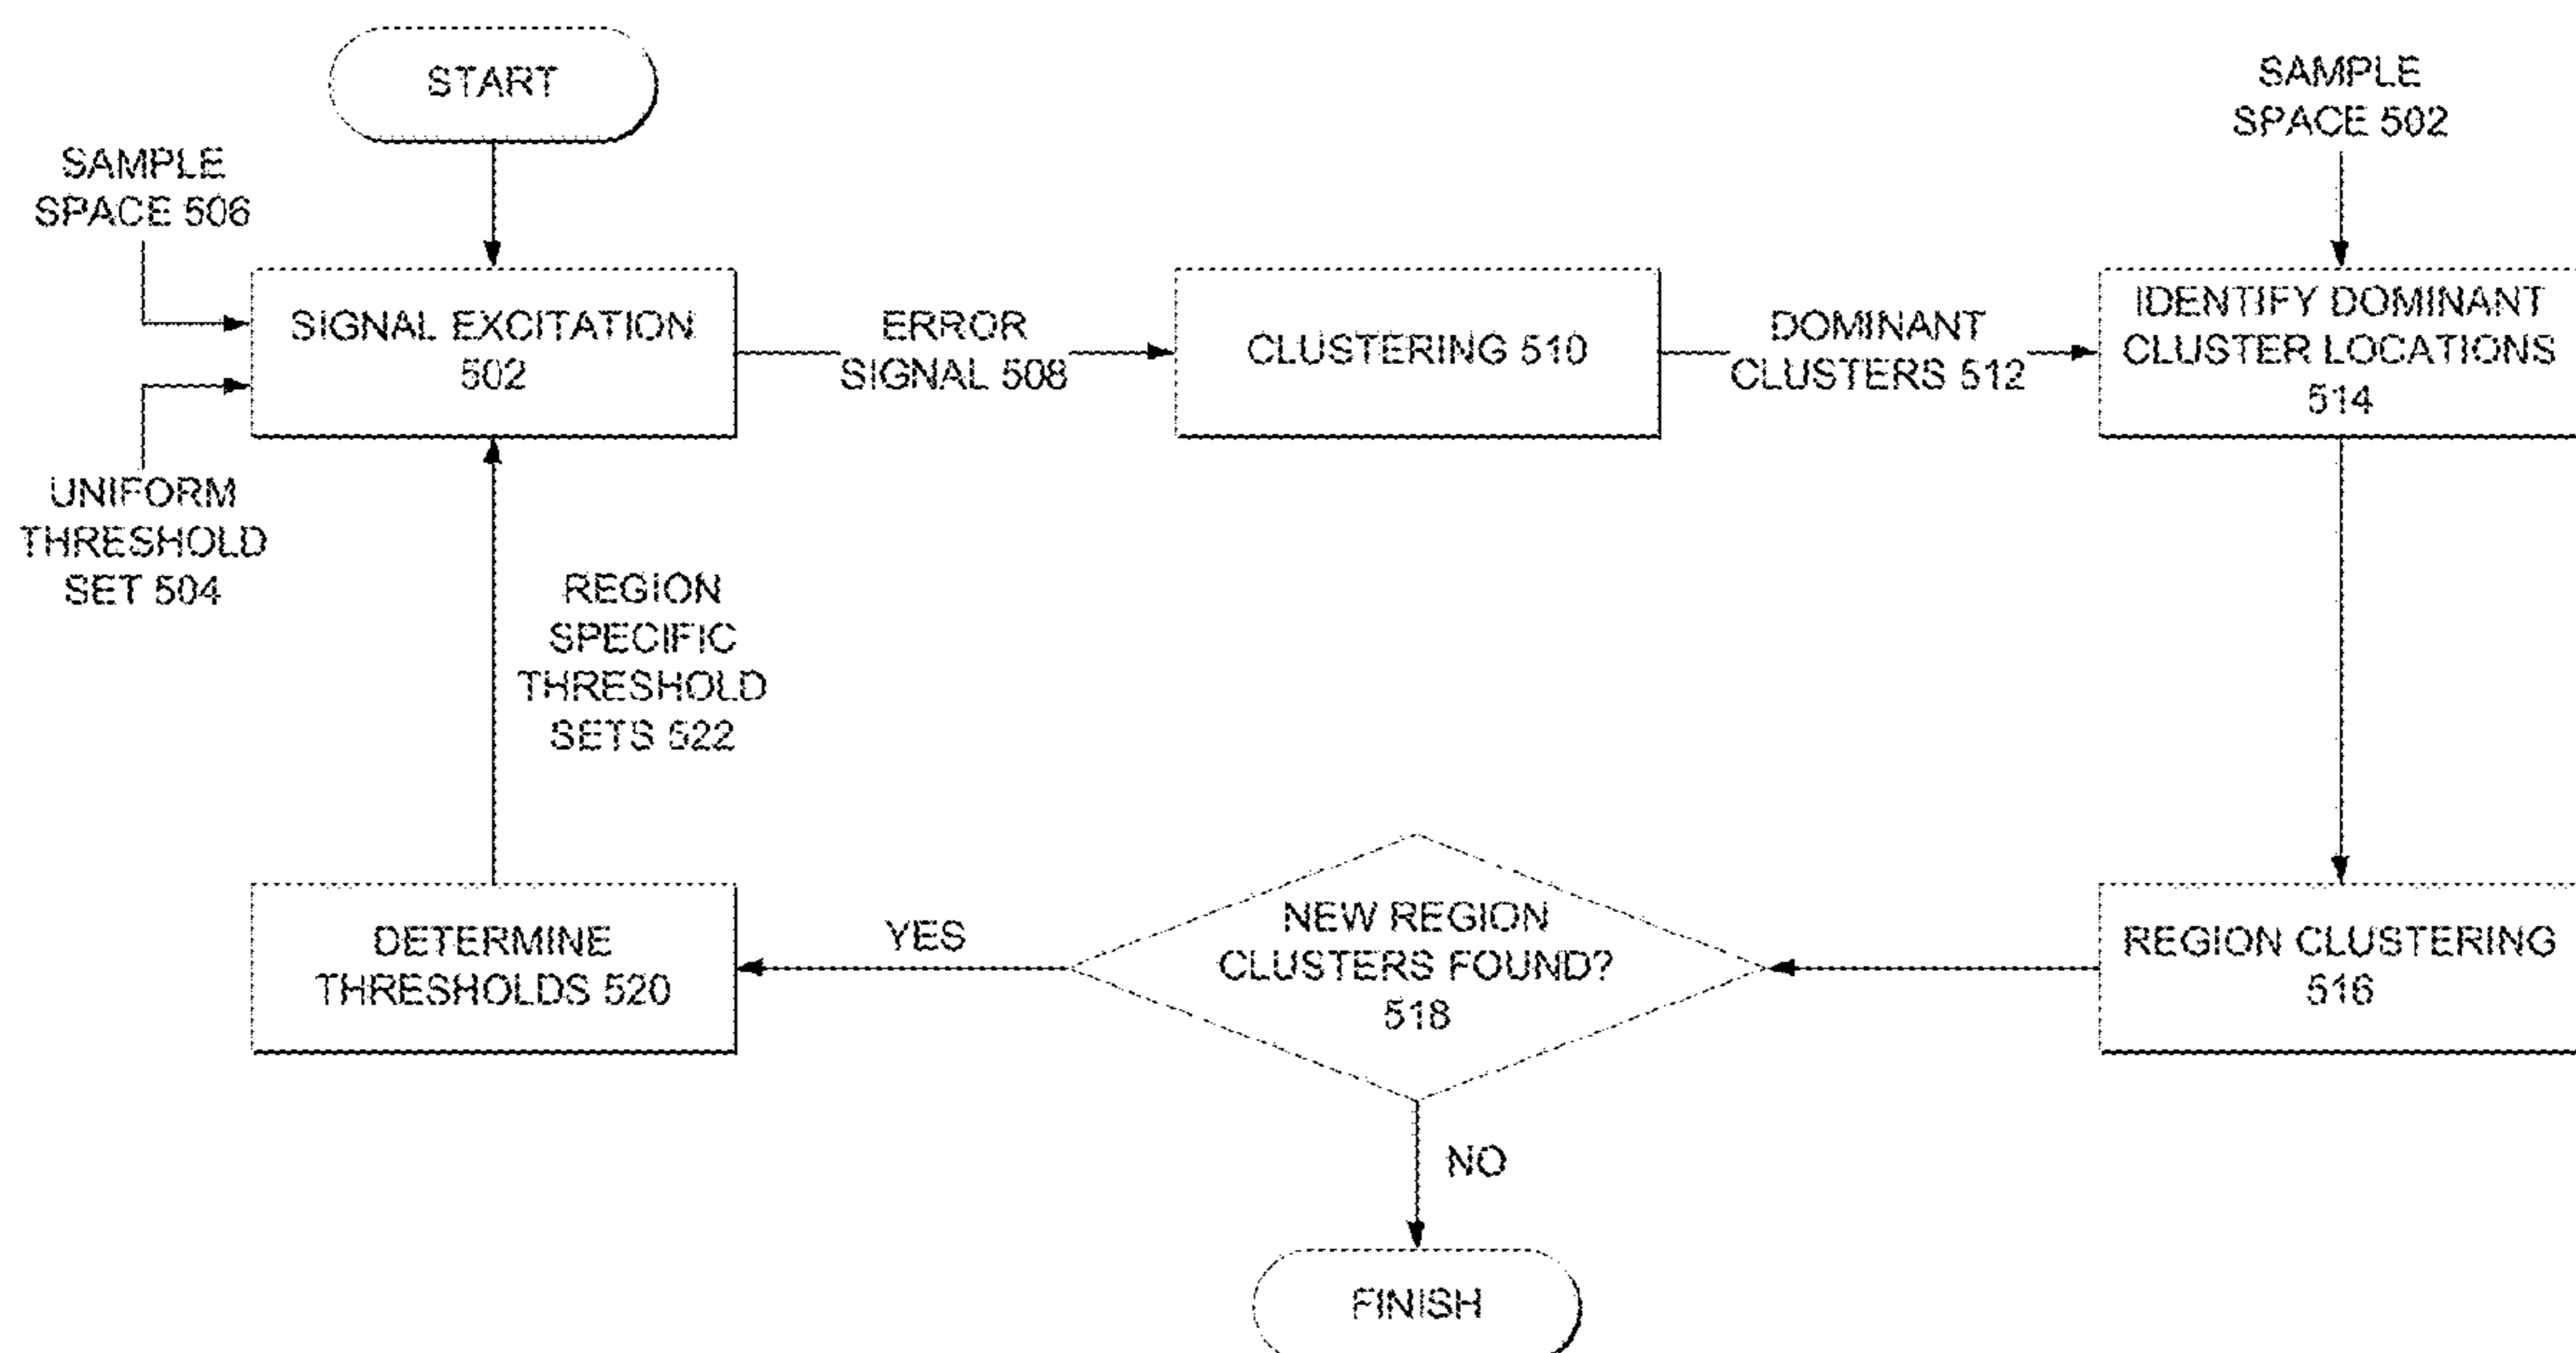 START
SAMPLE
SPACE 506
UNIFORM
THRESHOLD
SET 504
SIGNAL EXCITATION
502
ERROR
SIGNAL 508
CLUSTERING 510
DOMINANT
CLUSTERS 512
SAMPLE
SPACE 502
IDENTIFY DOMINANT
CLUSTER LOCATIONS
514
REGION CLUSTERING
516
NEW REGION
CLUSTERS FOUND?
518
YES
DETERMINE
THRESHOLDS 520
REGION
SPECIFIC
THRESHOLD
SETS 522
NO
FINISH